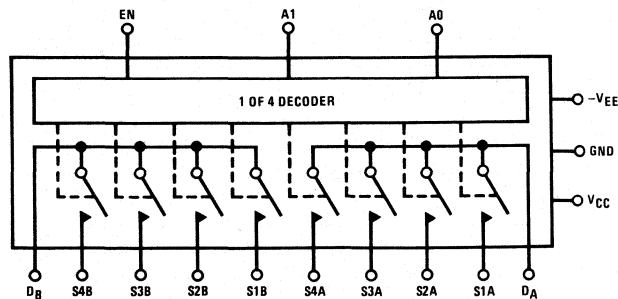 EN A1 A0
1 OF 4 DECODER
-VEE
GND
VCC
DB S4B S3B S2B S1B S4A S3A S2A S1A DA